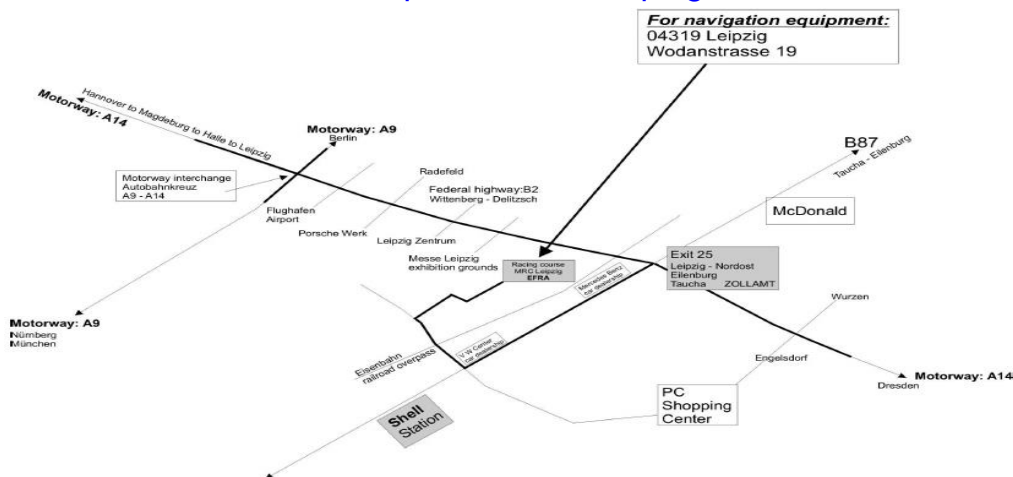 For navigation equipment:
04319 Leipzig
Wodanstrasse 19
Motorway: A14
Hannover to Magdeburg to Halle to Leipzig
Motorway: A9
Berlin
B87
Taucha - Eilenburg
Motorway interchange
Autobahnkreuz
A9 - A14
Radefeld
Federal highway:B2
Wittenberg - Delitzsch
McDonald
Flughafen
Airport
Porsche Werk
Leipzig Zentrum
Messe Leipzig
exhibition grounds
Racing course
MRC Leipzig
EFRA
Exit 25
Leipzig - Nordost
Eilenburg
Taucha ZOLLAMT
Mercedes Benz
car dealership
Wurzen
Motorway: A9
Nürnberg
München
Eisenbahn
railroad overpass
V W Center
car dealership
Engelsdorf
Motorway: A14
Dresden
PC
Shopping
Center
Shell
Station